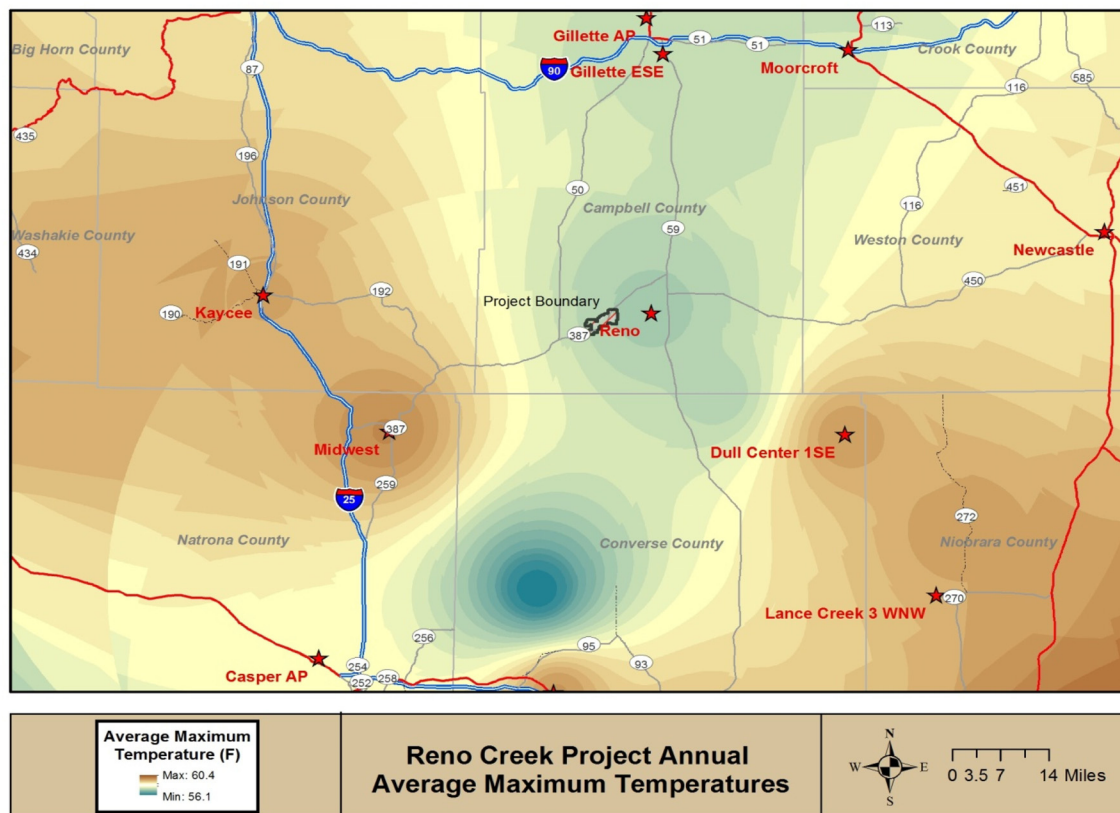 Gillette AP
113
Big Horn County
51
51
Crook County
87
90
Gillette ESE
Moorcroft
585
116
435
196
451
50
Johnson County
Campbell County
116
Washakie County
59
Weston County
434
Newcastle
191
450
192
Project Boundary
190
Kaycee
387
Reno
387
Midwest
Dull Center 1SE
259
25
272
Natrona County
Converse County
Niobrara County
270
Lance Creek 3 WNW
256
95
93
254
Casper AP
252
258
Average Maximum
Temperature (F)
Max: 60.4
Min: 56.1
Reno Creek Project Annual
Average Maximum Temperatures
N
W
E
S
0 3.5 7 14 Miles